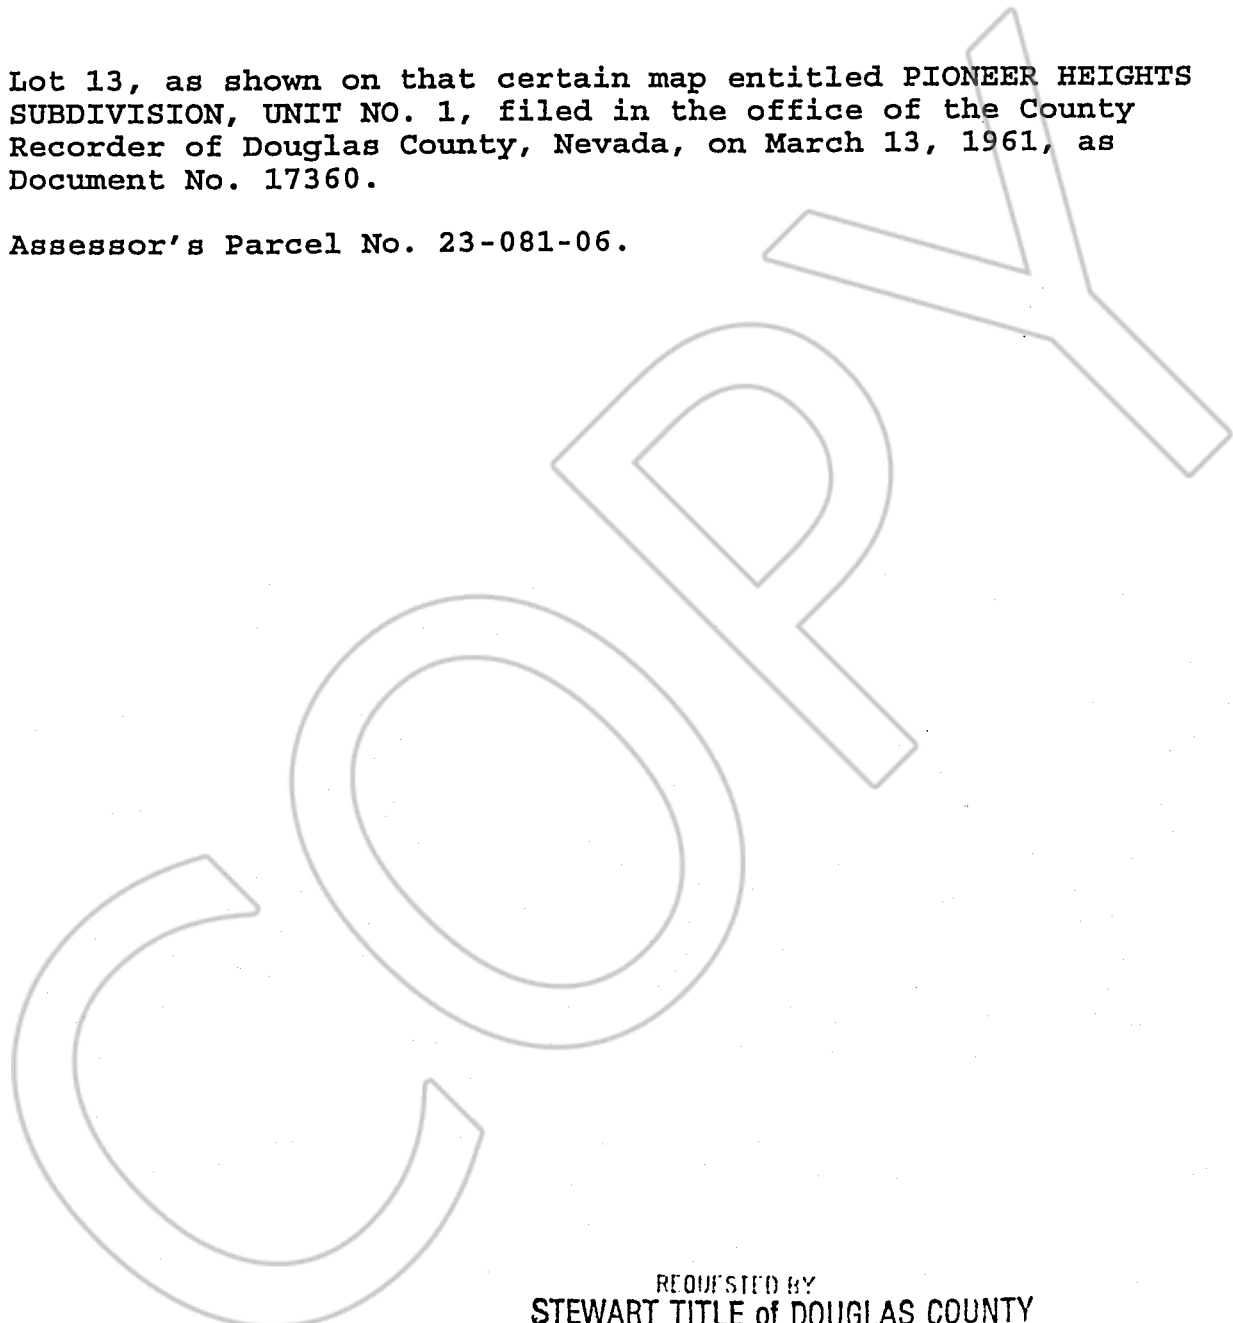 Lot 13, as shown on that certain map entitled PIONEER HEIGHTS
SUBDIVISION, UNIT NO. 1, filed in the office of the County
Recorder of Douglas County, Nevada, on March 13, 1961, as
Document No. 17360.
Assessor's Parcel No. 23-081-06.
COPY
REQUESTED BY
STEWART TITLE of DOUGLAS COUNTY